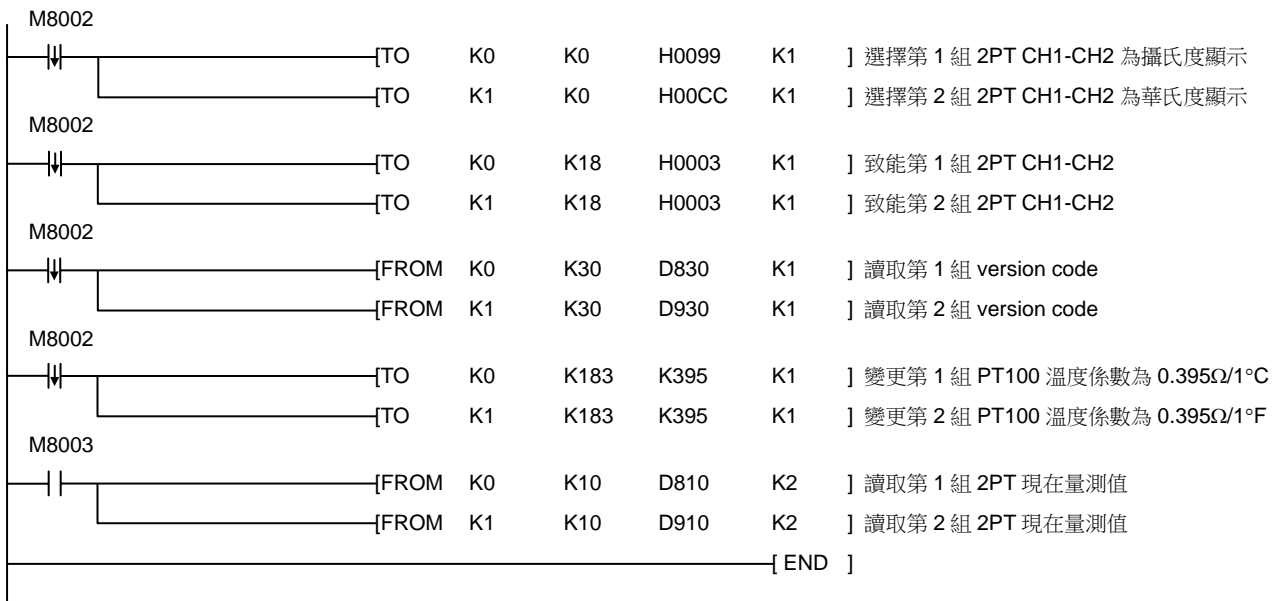 M8002
[TO K0 K0 H0099 K1 ] 選擇第 1 組 2PT CH1-CH2 為攝氏度顯示
[TO K1 K0 H00CC K1 ] 選擇第 2 組 2PT CH1-CH2 為華氏度顯示
M8002
[TO K0 K18 H0003 K1 ] 致能第 1 組 2PT CH1-CH2
[TO K1 K18 H0003 K1 ] 致能第 2 組 2PT CH1-CH2
M8002
[FROM K0 K30 D830 K1 ] 讀取第 1 組 version code
[FROM K1 K30 D930 K1 ] 讀取第 2 組 version code
M8002
[TO K0 K183 K395 K1 ] 變更第 1 組 PT100 溫度係數為 0.395Ω/1°C
[TO K1 K183 K395 K1 ] 變更第 2 組 PT100 溫度係數為 0.395Ω/1°F
M8003
[FROM K0 K10 D810 K2 ] 讀取第 1 組 2PT 現在量測值
[FROM K1 K10 D910 K2 ] 讀取第 2 組 2PT 現在量測值
[ END ]